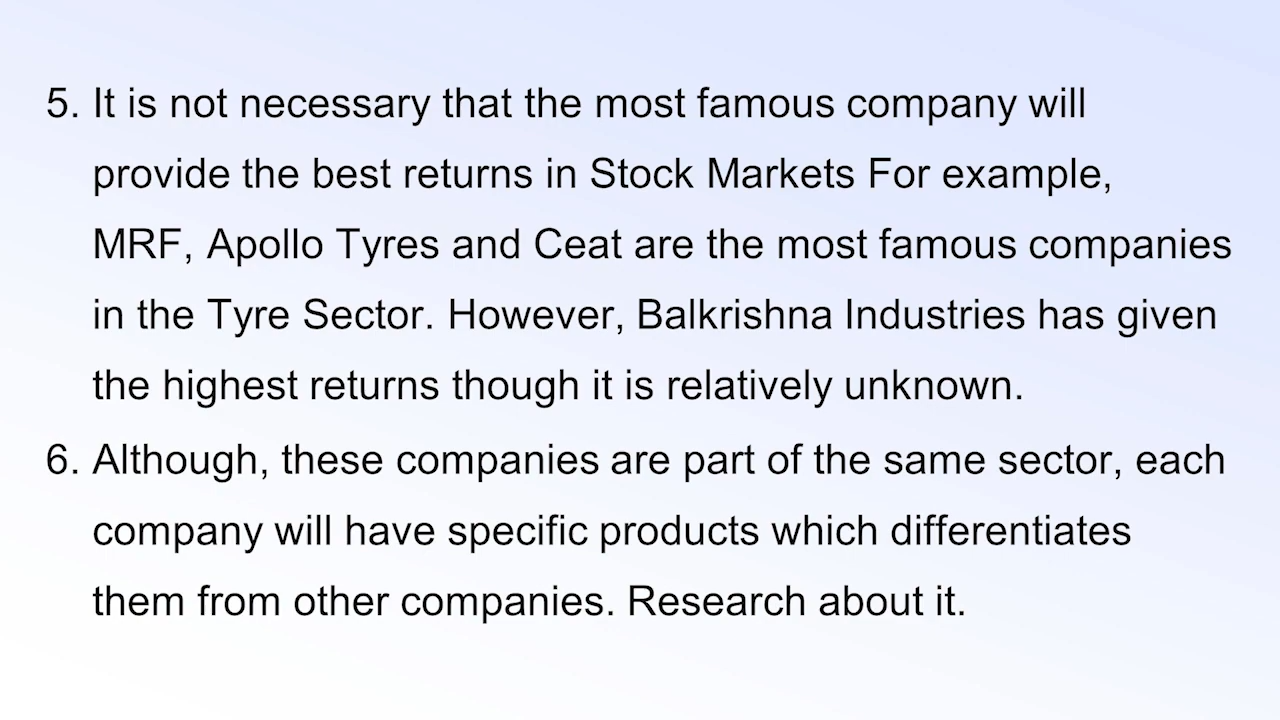 5. It is not necessary that the most famous company will
provide the best returns in Stock Markets For example,
MRF, Apollo Tyres and Ceat are the most famous companies
in the Tyre Sector. However, Balkrishna Industries has given
the highest returns though it is relatively unknown.
6. Although, these companies are part of the same sector, each
company will have specific products which differentiates
them from other companies. Research about it.